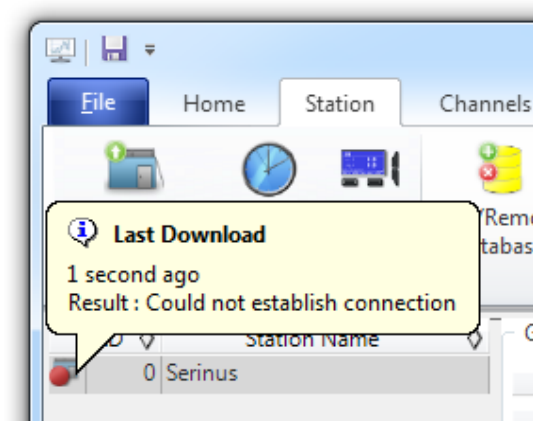 File Home Station Channels
Last Download
1 second ago
Result : Could not establish connection
Station Name
0 Serinus